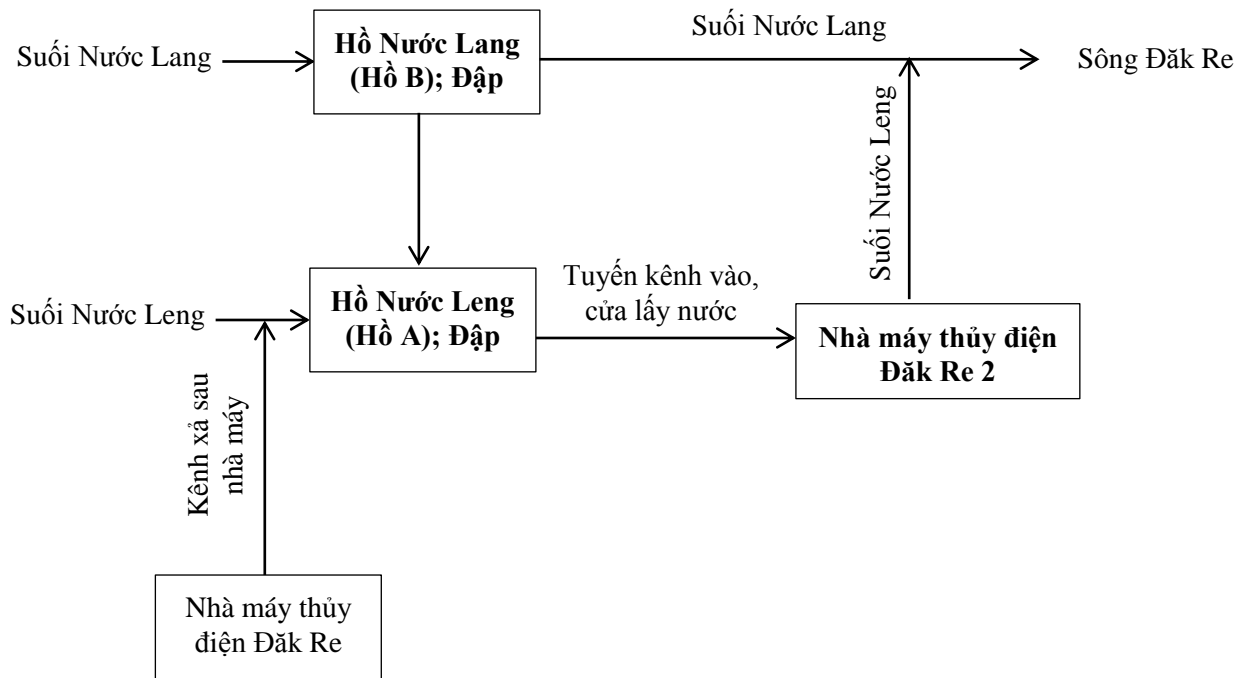 Suối Nước Lang
Hồ Nước Lang
(Hồ B); Đập
Suối Nước Lang
Sông Đăk Re
Suối Nước Leng
Suối Nước Leng
Hồ Nước Leng
(Hồ A); Đập
Tuyến kênh vào,
cửa lấy nước
Nhà máy thủy điện
Đăk Re 2
Kênh xả sau
nhà máy
Nhà máy thủy
điện Đăk Re